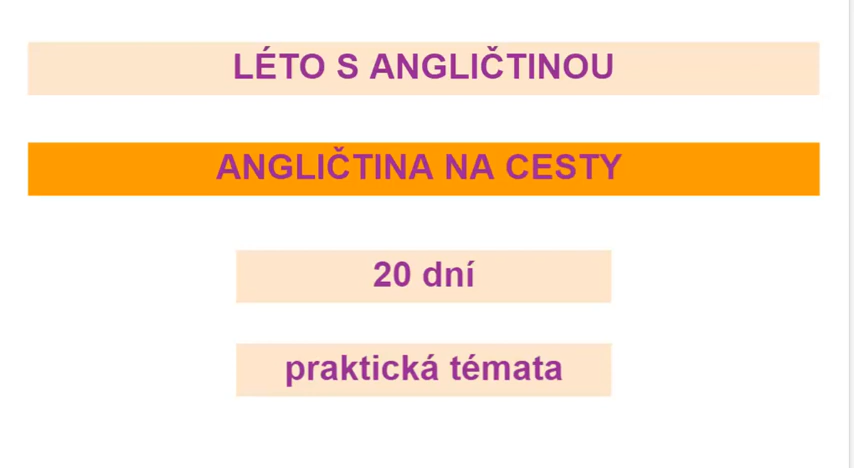 LÉTO S ANGLIČTINOU
ANGLIČTINA NA CESTY
20 dní
praktická témata